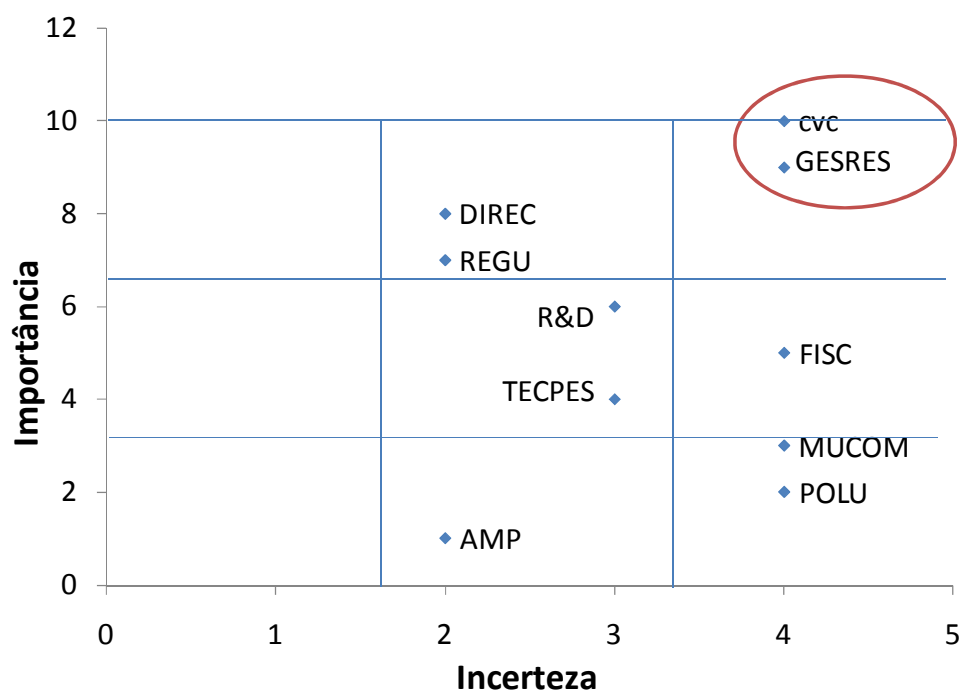 12
10
8
6
4
2
0
Importância
cvc
GESRES
DIREC
REGU
R&D
FISC
TECPES
MUCOM
POLU
AMP
0 1 2 3 4 5
Incerteza